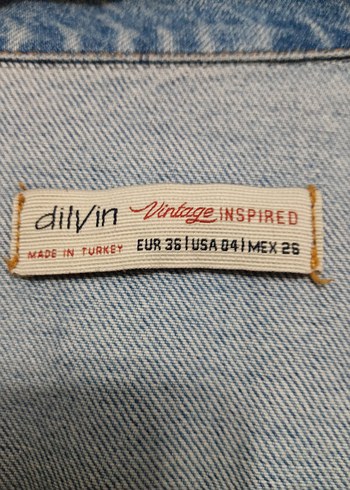 dilvin Vintage INSPIRED
MADE IN TURKEY EUR 36 | USA 04 | MEX 26